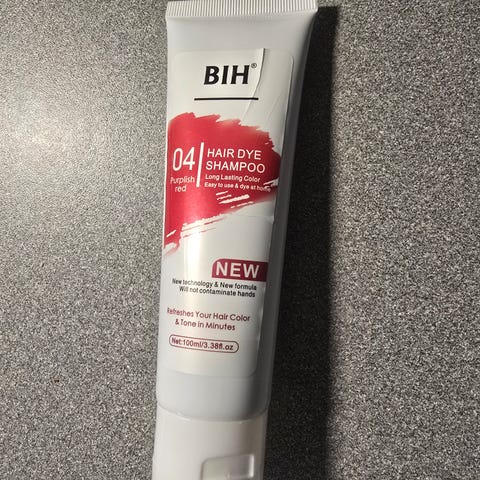 BIH®
04
Purplish
red
HAIR DYE
SHAMPOO
Long Lasting Color
Easy to use & dye at home
NEW
New technology & New formula
Will not contaminate hands
Refreshes Your Hair Color
& Tone in Minutes
Net:100ml/3.38fl.oz